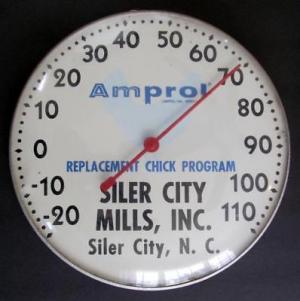 -20 -10 0 10 20 30 40 50 60 70 80 90 100 110
Amprol
REPLACEMENT CHICK PROGRAM
SILER CITY
MILLS, INC.
Siler City, N. C.